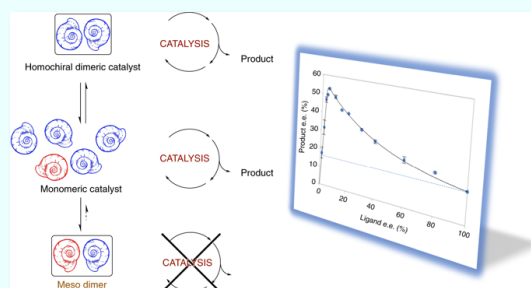 CATALYSIS
Product
Homochiral dimeric catalyst
CATALYSIS
Product
Monomeric catalyst
CATALYSIS
Meso dimer
Product e.e. (%)
60
50
40
30
20
10
0
0
20
40
60
80
100
Ligand e.e. (%)